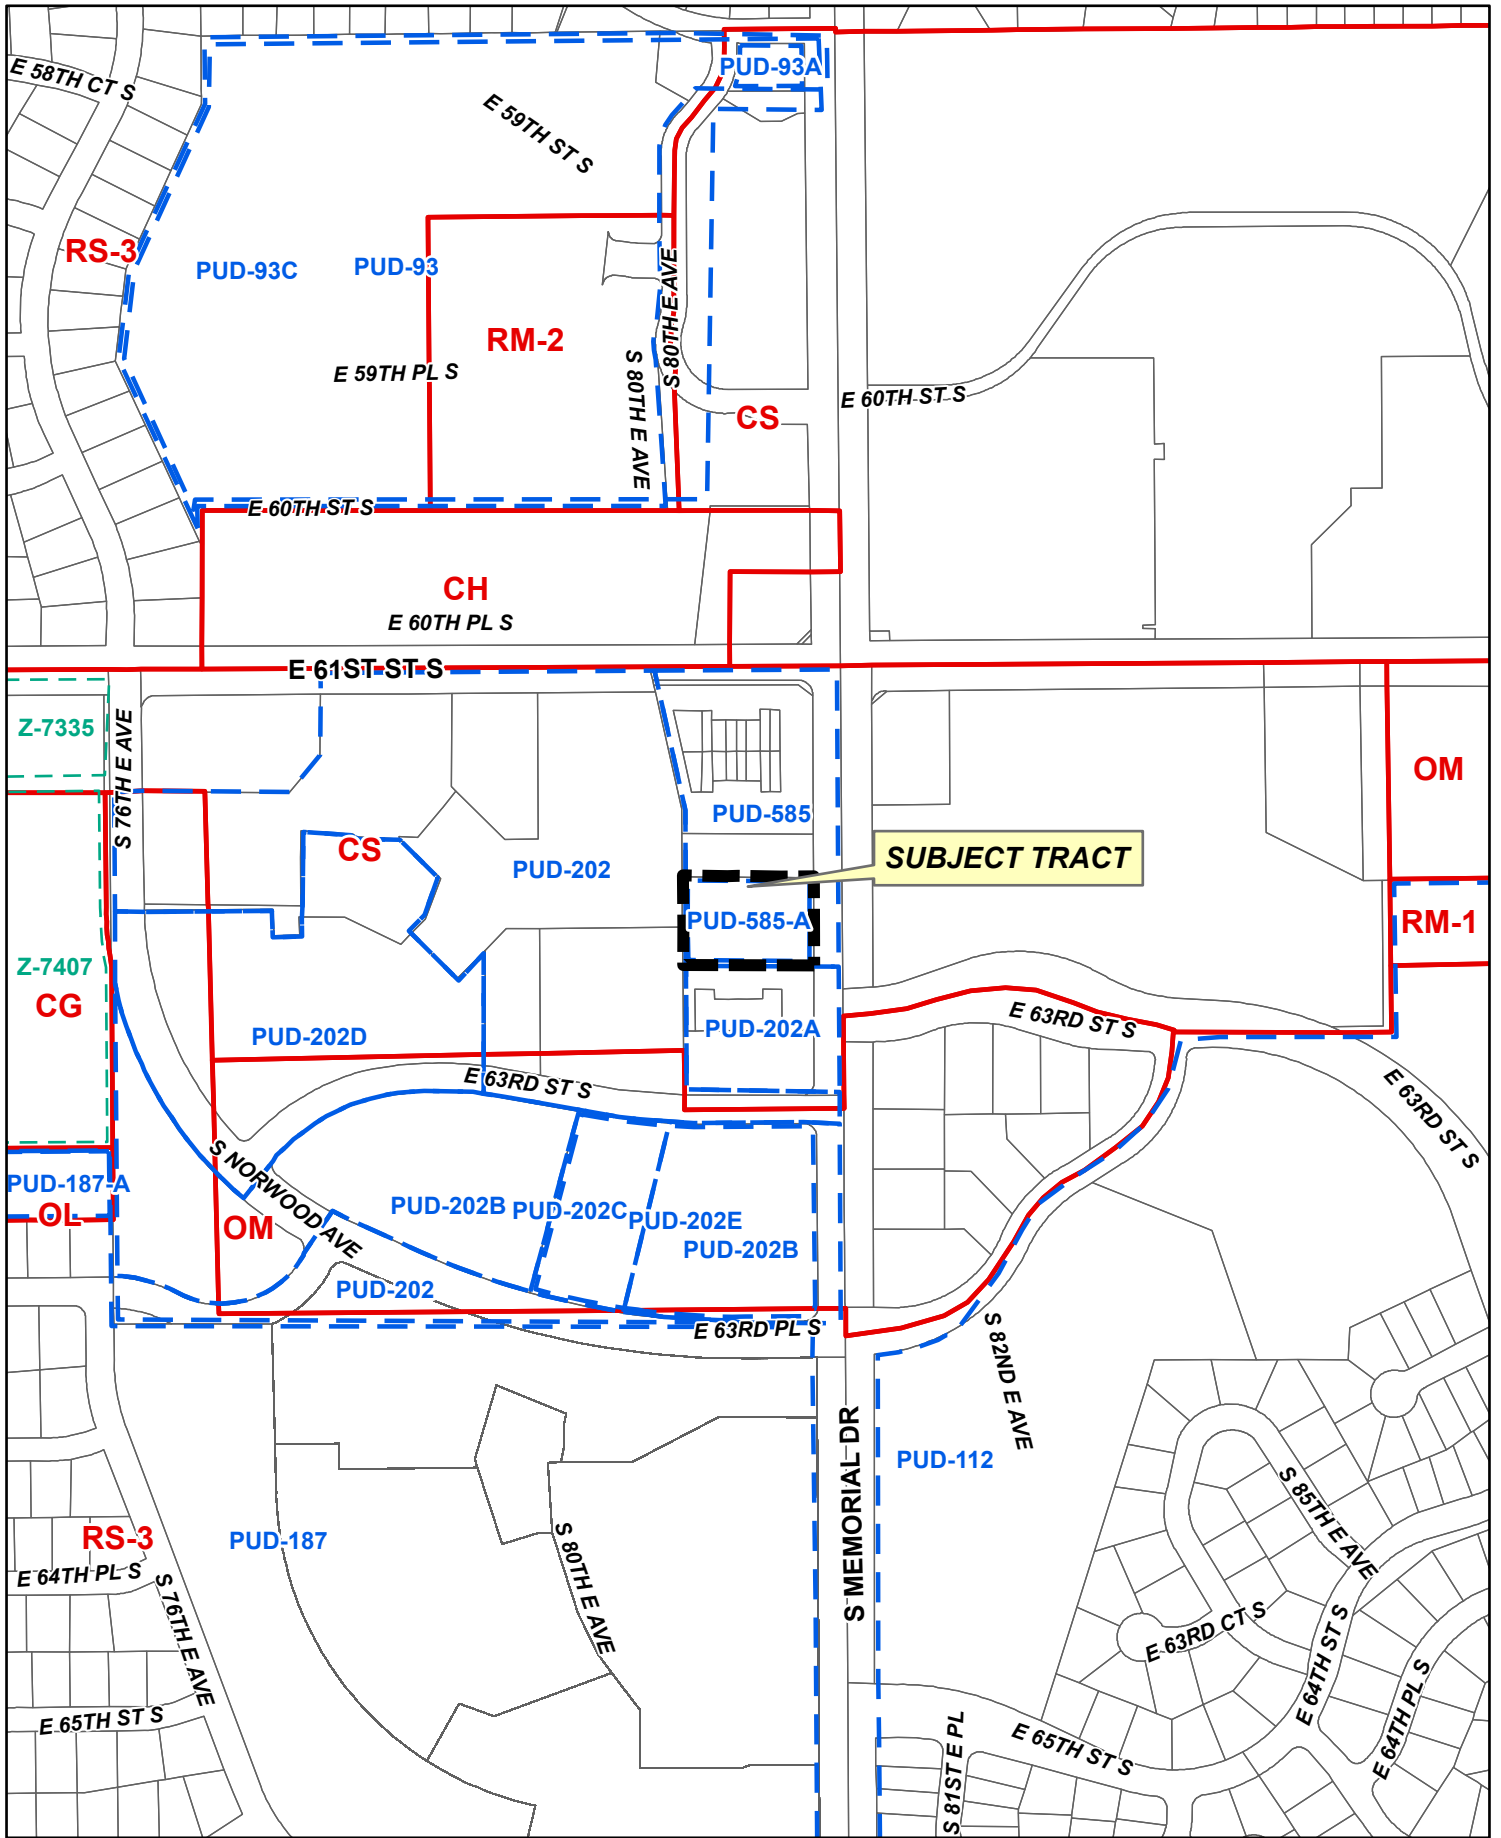 PUD-93A
E 58TH CT S
E 59TH ST S
RS-3
PUD-93C
PUD-93
RM-2
S 80TH E AVE
S 80TH E AVE
E 59TH PL S
E 60TH ST S
CS
E 60TH ST S
CH
E 60TH PL S
E 61ST ST S
Z-7335
S 76TH E AVE
OM
PUD-585
CS
PUD-202
SUBJECT TRACT
PUD-585-A
RM-1
Z-7407
CG
PUD-202D
PUD-202A
E 63RD ST S
E 63RD ST S
E 63RD ST S
S NORWOOD AVE
PUD-187-A
OL
OM
PUD-202B
PUD-202C
PUD-202E
PUD-202B
PUD-202
E 63RD PL S
S 82ND E AVE
S MEMORIAL DR
PUD-112
S 85TH E AVE
RS-3
PUD-187
E 64TH PL S
S 76TH E AVE
S 80TH E AVE
E 63RD CT S
E 64TH ST S
E 64TH PL S
E 65TH ST S
S 81ST E PL
E 65TH ST S